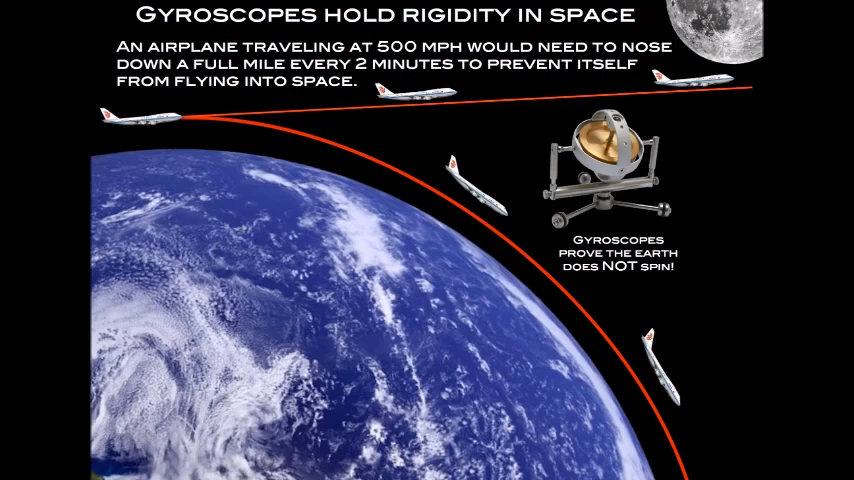 Gyroscopes hold rigidity in space
An airplane traveling at 500 mph would need to nose
down a full mile every 2 minutes to prevent itself
from flying into space.
Gyroscopes
prove the earth
does NOT spin!